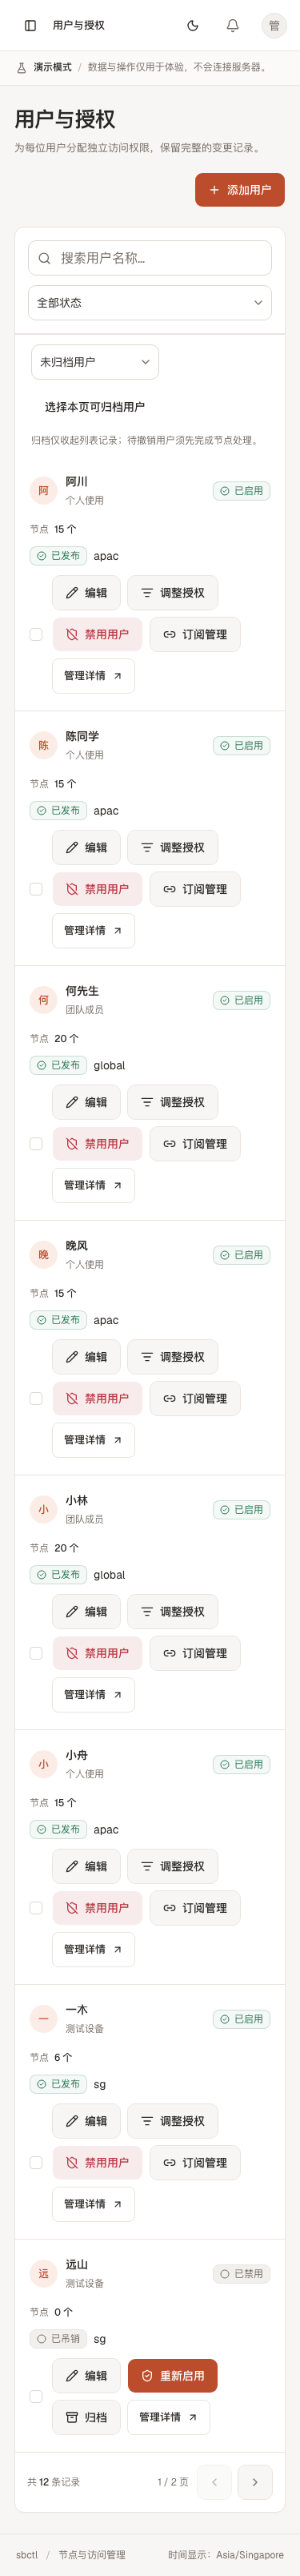 用户与授权
管
演示模式 / 数据与操作仅用于体验，不会连接服务器。
用户与授权
为每位用户分配独立访问权限，保留完整的变更记录。
添加用户
搜索用户名称...
全部状态
未归档用户
选择本页可归档用户
归档仅收起列表记录；待撤销用户须先完成节点处理。
阿 阿川 已启用
个人使用
节点 15 个
已发布 apac
编辑 调整授权
禁用用户 订阅管理
管理详情
陈 陈同学 已启用
个人使用
节点 15 个
已发布 apac
编辑 调整授权
禁用用户 订阅管理
管理详情
何 何先生 已启用
团队成员
节点 20 个
已发布 global
编辑 调整授权
禁用用户 订阅管理
管理详情
晚 晚风 已启用
个人使用
节点 15 个
已发布 apac
编辑 调整授权
禁用用户 订阅管理
管理详情
小 小林 已启用
团队成员
节点 20 个
已发布 global
编辑 调整授权
禁用用户 订阅管理
管理详情
小 小舟 已启用
个人使用
节点 15 个
已发布 apac
编辑 调整授权
禁用用户 订阅管理
管理详情
一 一木 已启用
测试设备
节点 6 个
已发布 sg
编辑 调整授权
禁用用户 订阅管理
管理详情
远 远山 已禁用
测试设备
节点 0 个
已吊销 sg
编辑 重新启用
归档 管理详情
共 12 条记录 1 / 2 页
sbctl / 节点与访问管理 时间显示：Asia/Singapore